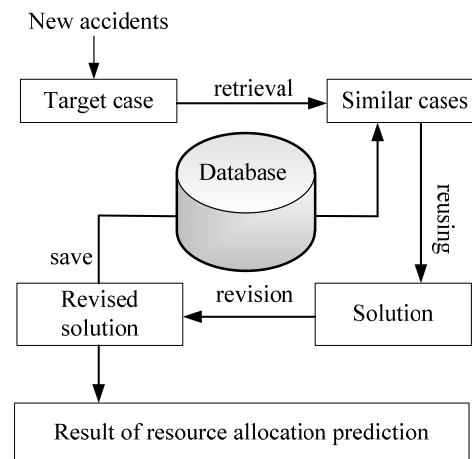 New accidents
Target case
retrieval
Similar cases
Database
reusing
save
Revised
solution
revision
Solution
Result of resource allocation prediction